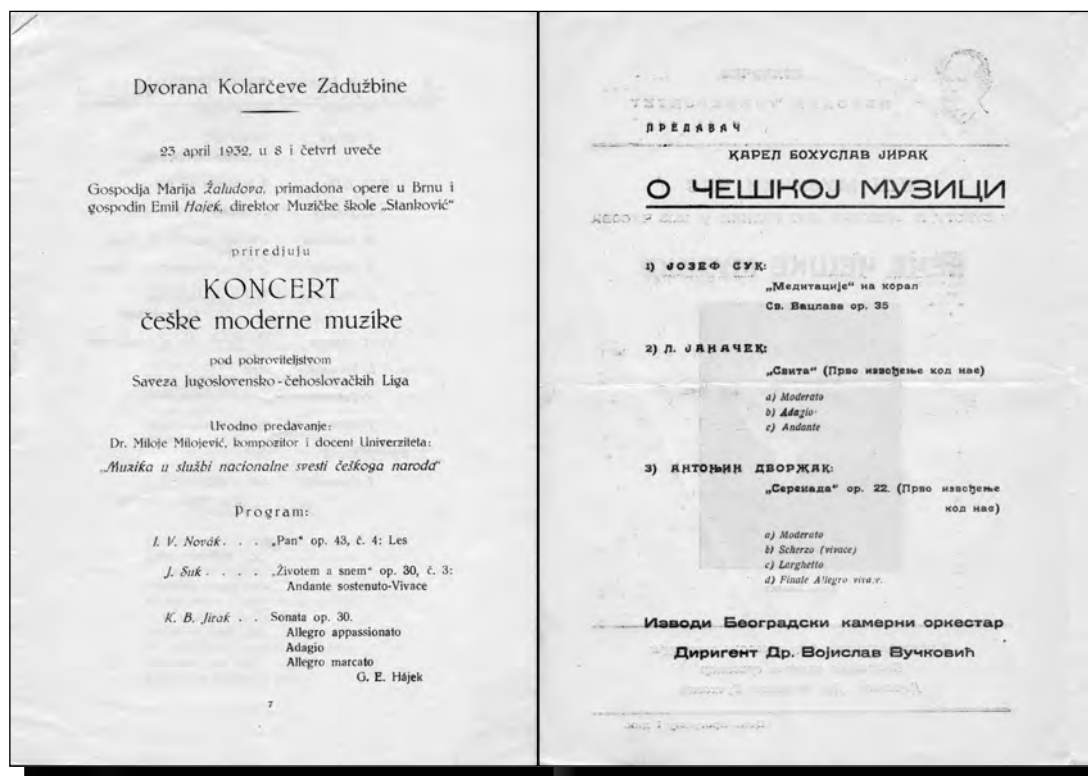 Dvorana Kolarčeve Zadužbine
23 april 1932, u 8 i četvrt uveče
Gospodja Marija Žaludova, primadona opere u Brnu i
gospodin Emil Hajek, direktor Muzičke škole „Stanković“
priredjuju
KONCERT
češke moderne muzike
pod pokroviteljstvom
Saveza Jugoslovensko-čehoslovačkih Liga
Uvodno predavanje:
Dr. Miloje Milojević, kompozitor i docent Univerziteta:
„Muzika u službi nacionalne svesti češkoga naroda“
Program:
I. V. Novák . . . „Pan“ op. 43, č. 4: Les
J. Suk . . . . „Životem a snem“ op. 30, č. 3:
Andante sostenuto-Vivace
K. B. Jirak . . Sonata op. 30.
Allegro appassionato
Adagio
Allegro marcato
G. E. Hájek
7
ПРЕДАВАЧ
КАРЕЛ БОХУСЛАВ ЈИРАК
О ЧЕШКОЈ МУЗИЦИ
1) ЈОЗЕФ СУК:
„Медитације“ на корал
Св. Вацлава op. 35
2) Л. ЈАНАЧЕК:
„Свита“ (Прво извођење код нас)
a) Moderato
b) Adagio
c) Andante
3) АНТОЊИН ДВОРЖАК:
„Серенада“ op. 22. (Прво извођење
код нас)
a) Moderato
b) Scherzo (vivace)
c) Larghetto
d) Finale Allegro vivace.
Изводи Београдски камерни оркестар
Диригент Др. Војислав Вучковић